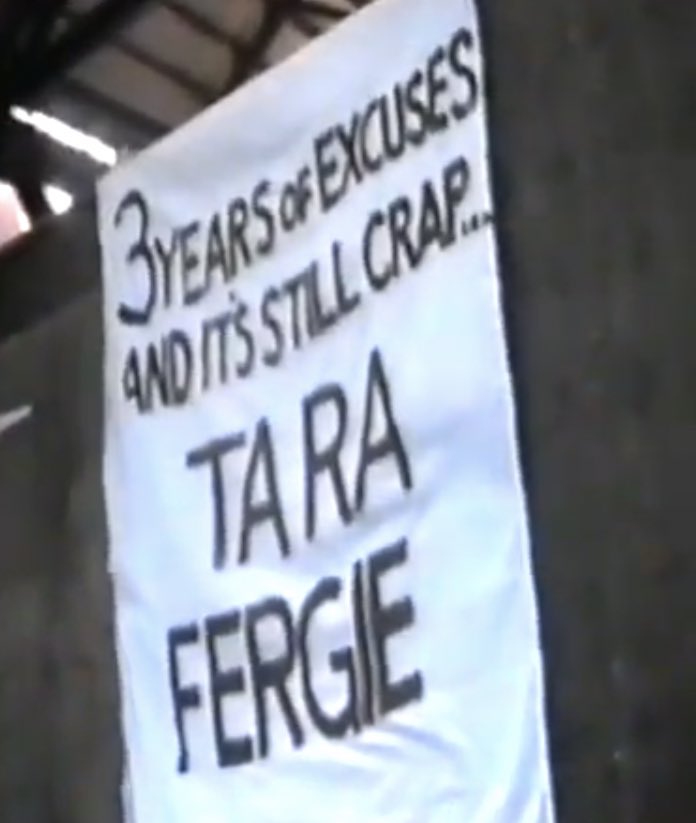 3 YEARS OF EXCUSES
AND IT'S STILL CRAP...
TA RA
FERGIE